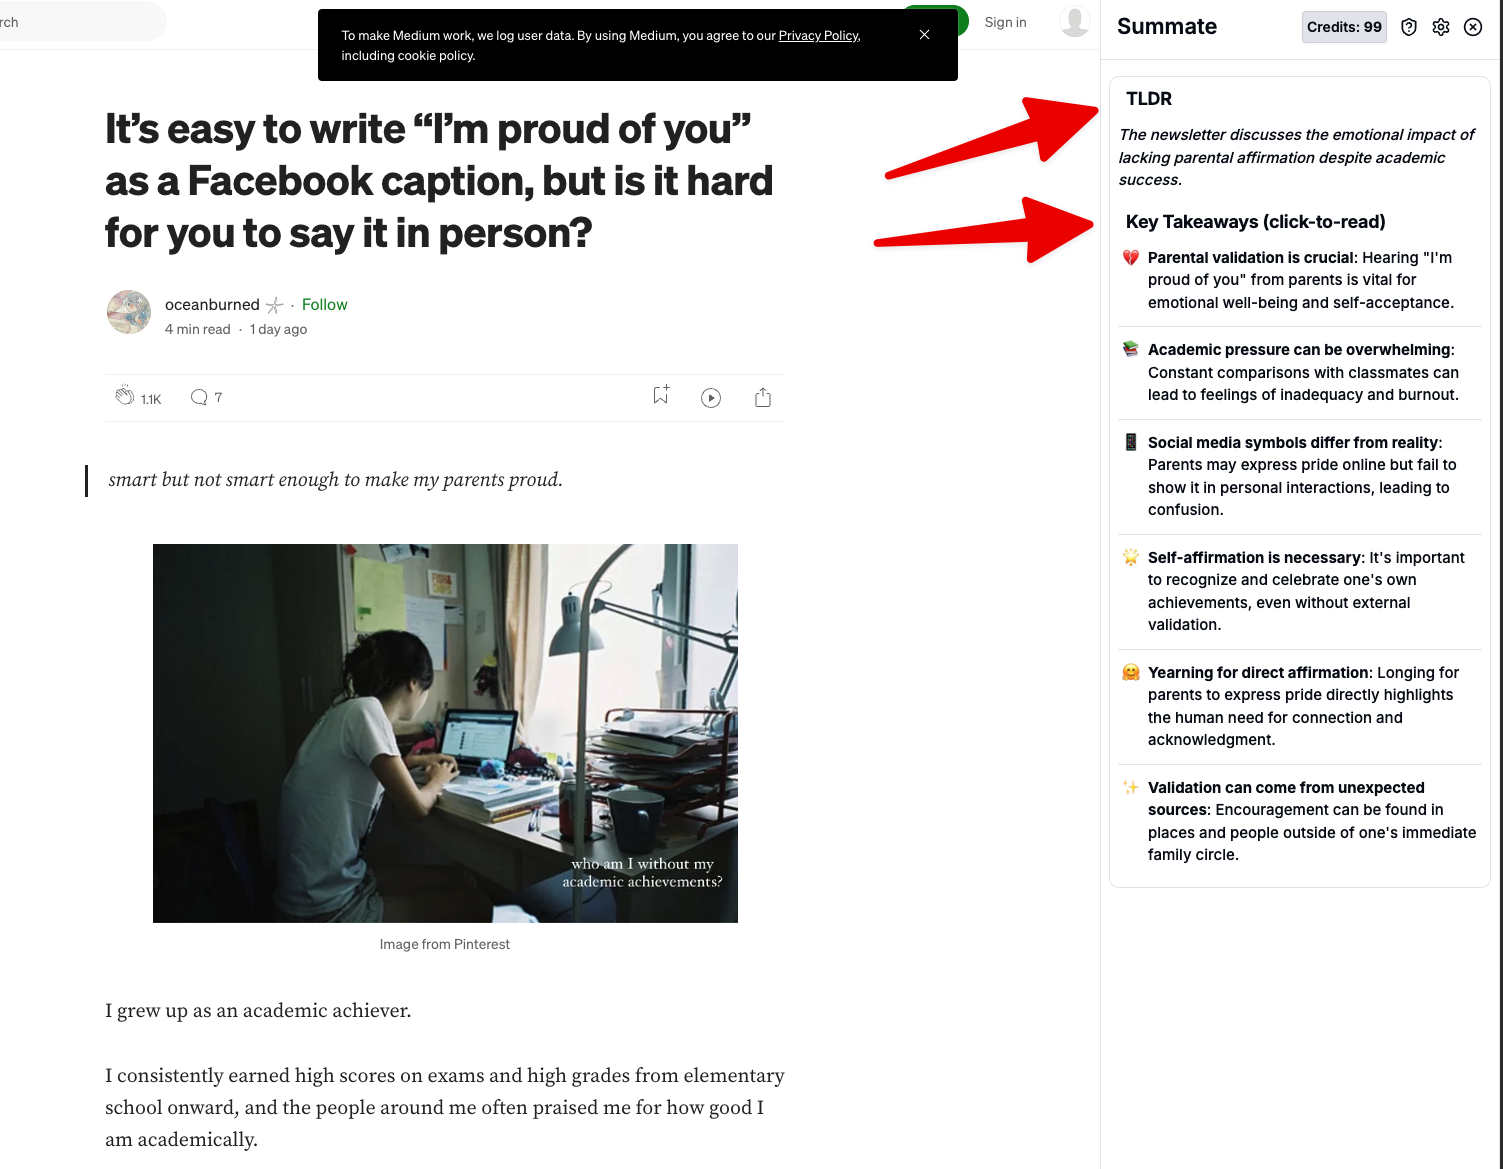 rch
To make Medium work, we log user data. By using Medium, you agree to our Privacy Policy,
including cookie policy.
Sign in
It’s easy to write “I’m proud of you”
as a Facebook caption, but is it hard
for you to say it in person?
oceanburned · Follow
4 min read · 1 day ago
1.1K 7
smart but not smart enough to make my parents proud.
who am I without my
academic achievements?
Image from Pinterest
I grew up as an academic achiever.
I consistently earned high scores on exams and high grades from elementary
school onward, and the people around me often praised me for how good I
am academically.
Summate
Credits: 99
TLDR
The newsletter discusses the emotional impact of
lacking parental affirmation despite academic
success.
Key Takeaways (click-to-read)
Parental validation is crucial: Hearing "I'm
proud of you" from parents is vital for
emotional well-being and self-acceptance.
Academic pressure can be overwhelming:
Constant comparisons with classmates can
lead to feelings of inadequacy and burnout.
Social media symbols differ from reality:
Parents may express pride online but fail to
show it in personal interactions, leading to
confusion.
Self-affirmation is necessary: It's important
to recognize and celebrate one's own
achievements, even without external
validation.
Yearning for direct affirmation: Longing for
parents to express pride directly highlights
the human need for connection and
acknowledgment.
Validation can come from unexpected
sources: Encouragement can be found in
places and people outside of one's immediate
family circle.